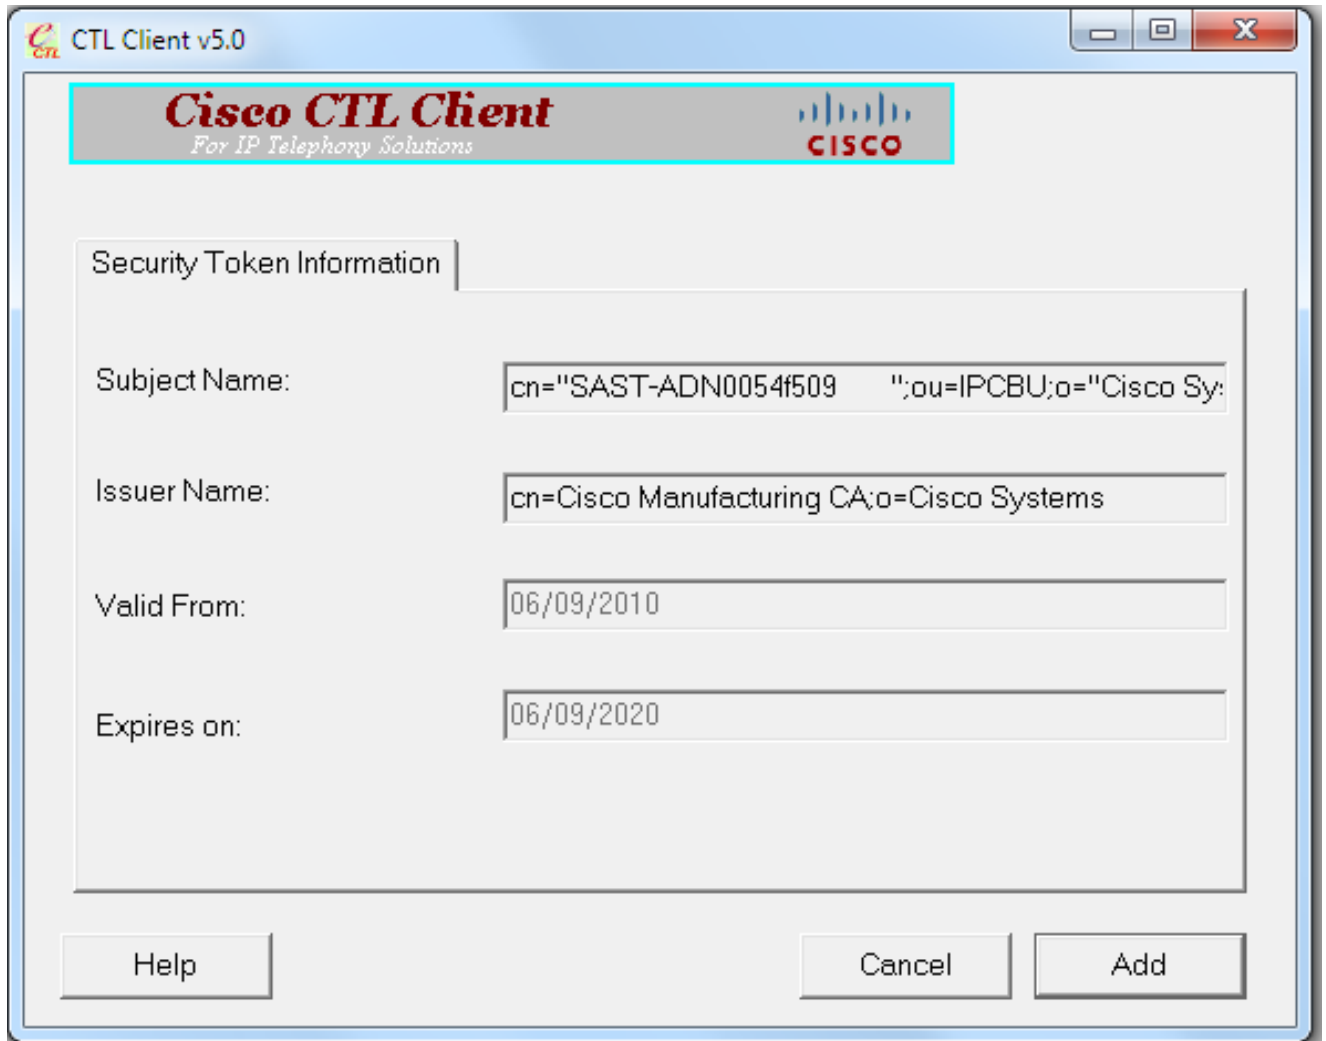 CTL Client v5.0
Cisco CTL Client
For IP Telephony Solutions
CISCO
Security Token Information
Subject Name:
cn="SAST-ADN0054f509      ";ou=IPCBU;o="Cisco Sys
Issuer Name:
cn=Cisco Manufacturing CA;o=Cisco Systems
Valid From:
06/09/2010
Expires on:
06/09/2020
Help
Cancel
Add